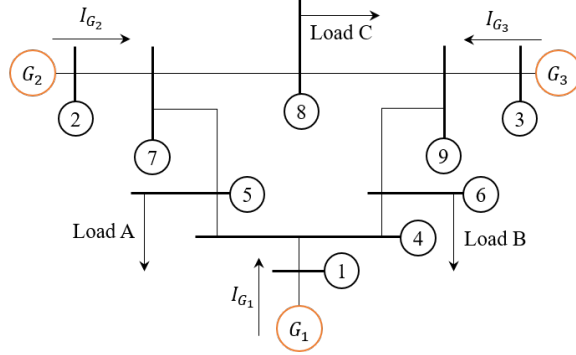 I_{G_2}
Load C
I_{G_3}
G_2
G_3
2
8
3
7
9
5
6
Load A
4
Load B
1
I_{G_1}
G_1